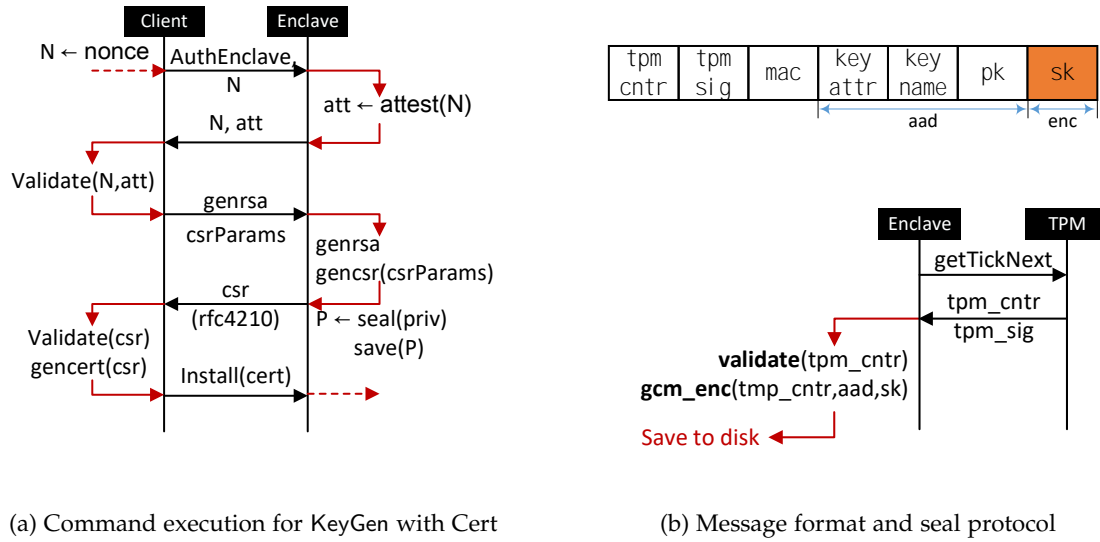 Client
Enclave
N ← nonce
AuthEnclave,
N
att ← attest(N)
N, att
Validate(N,att)
genrsa
csrParams
genrsa
gencsr(csrParams)
csr
(rfc4210)
P ← seal(priv)
save(P)
Validate(csr)
gencert(csr)
Install(cert)
(a) Command execution for KeyGen with Cert
tpm
cntr
tpm
sig
mac
key
attr
key
name
pk
sk
aad
enc
Enclave
TPM
getTickNext
tpm_cntr
tpm_sig
validate(tpm_cntr)
gcm_enc(tmp_cntr,aad,sk)
Save to disk
(b) Message format and seal protocol